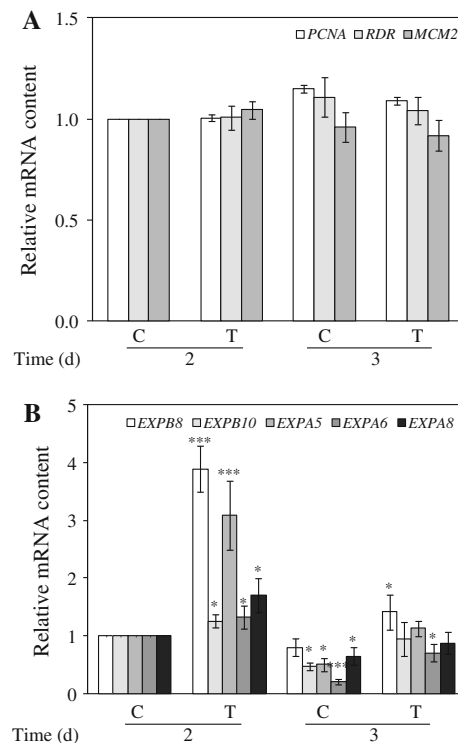 A
PCNA RDR MCM2
Relative mRNA content
1.5
1.0
0.5
0.0
C T C T
Time (d) 2 3
B
EXPB8 EXPB10 EXPA5 EXPA6 EXPA8
Relative mRNA content
5
4
3
2
1
0
***
***
*
*
*
*
*
***
*
*
*
C T C T
Time (d) 2 3